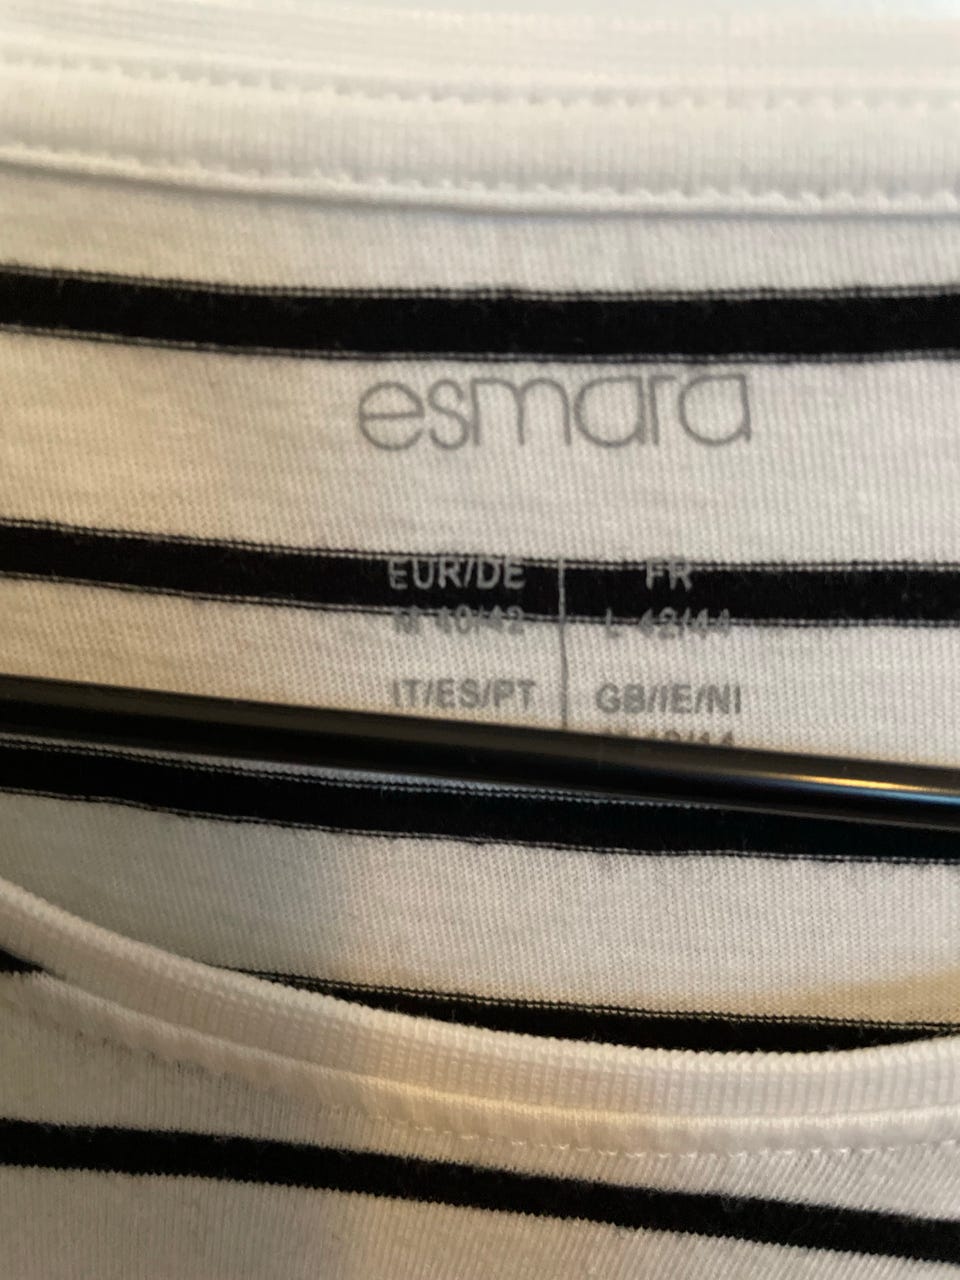 esmara
EUR/DE FR
M 40/42 L 42/44
IT/ES/PT GB/IE/NI